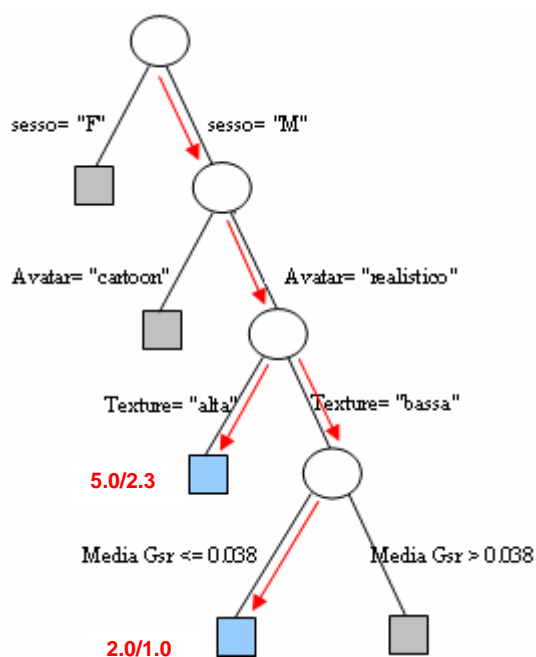 sesso= "F"
sesso= "M"
Avatar= "cartoon"
Avatar= "realistico"
Texture= "alta"
Texture= "bassa"
5.0/2.3
Media Gsr <= 0.038
Media Gsr > 0.038
2.0/1.0